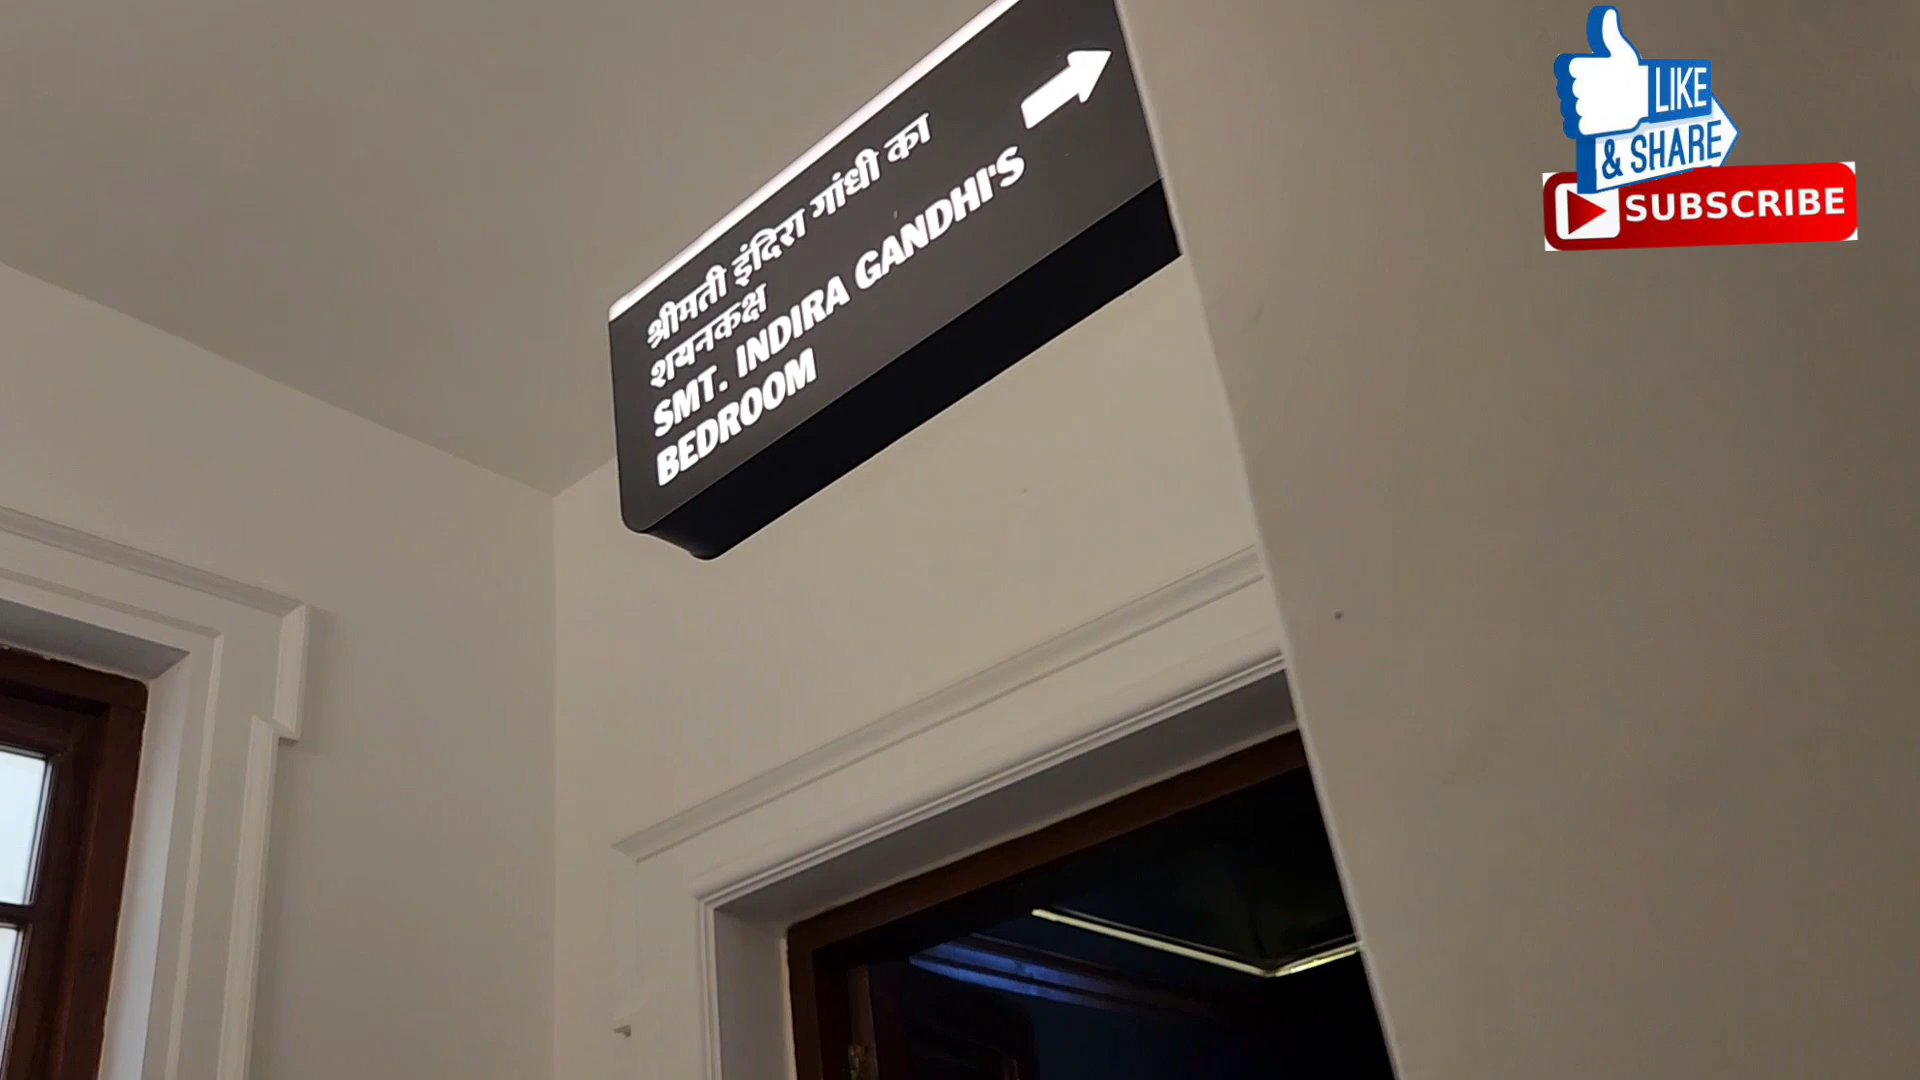 श्रीमती इंदिरा गांधी का
शयनकक्ष
SMT. INDIRA GANDHI'S
BEDROOM
LIKE
& SHARE
SUBSCRIBE